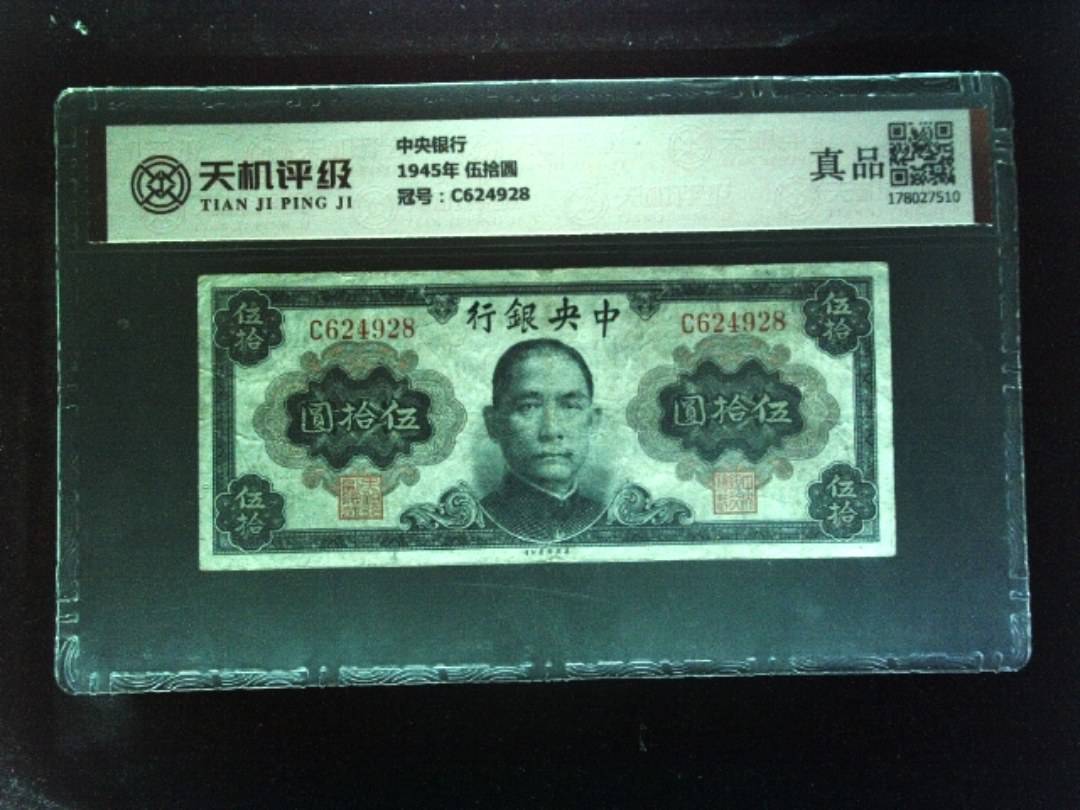 天机评级
TIAN JI PING JI
中央银行
1945年 伍拾圆
冠号：C624928
真品
178027510
行銀央中
伍拾
伍拾
C624928
C624928
圓拾伍
圓拾伍
伍拾
伍拾